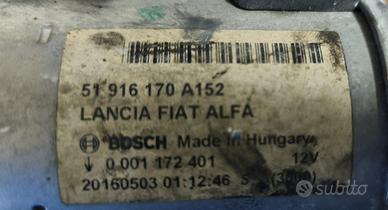 51 916 170 A152
LANCIA FIAT ALFA
BOSCH Made in Hungary
0 001 172 401 12V
20160503 01:12:46
subito